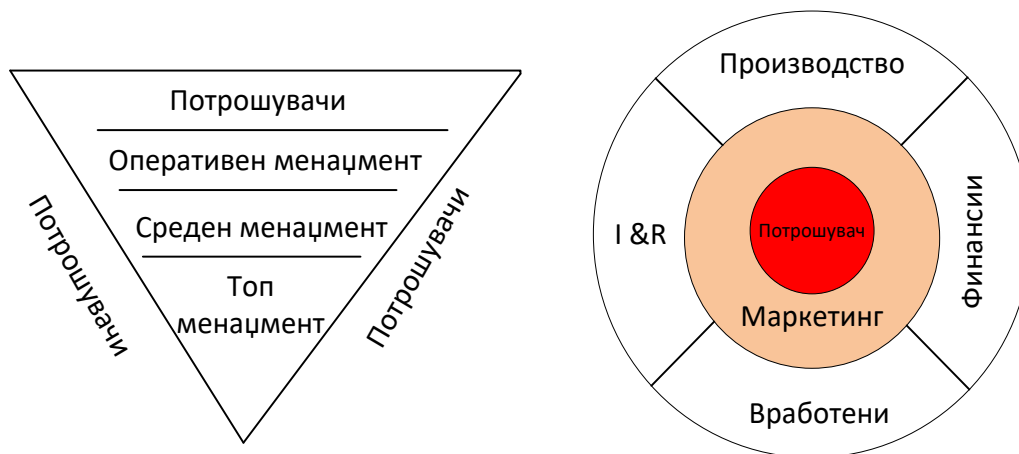 Потрошувачи
Оперативен менаџмент
Среден менаџмент
Топ
менаџмент
Потрошувачи
Потрошувачи
Производство
I &R
Финансии
Потрошувач
Маркетинг
Вработени